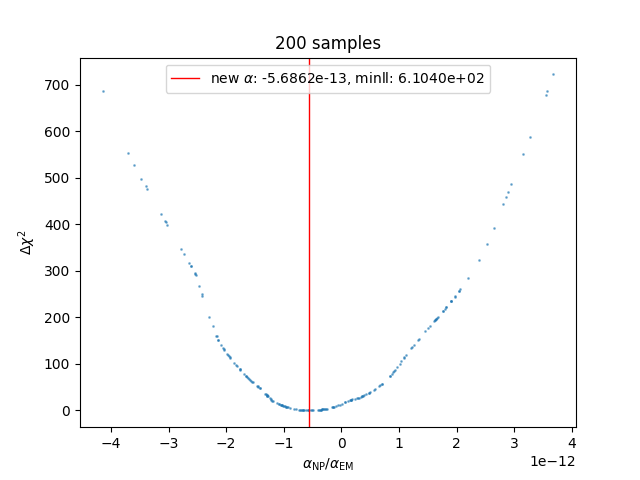 200 samples
new α: -5.6862e-13, minll: 6.1040e+02
Δχ²
700
600
500
400
300
200
100
0
−4 −3 −2 −1 0 1 2 3 4
1e−12
α_NP/α_EM